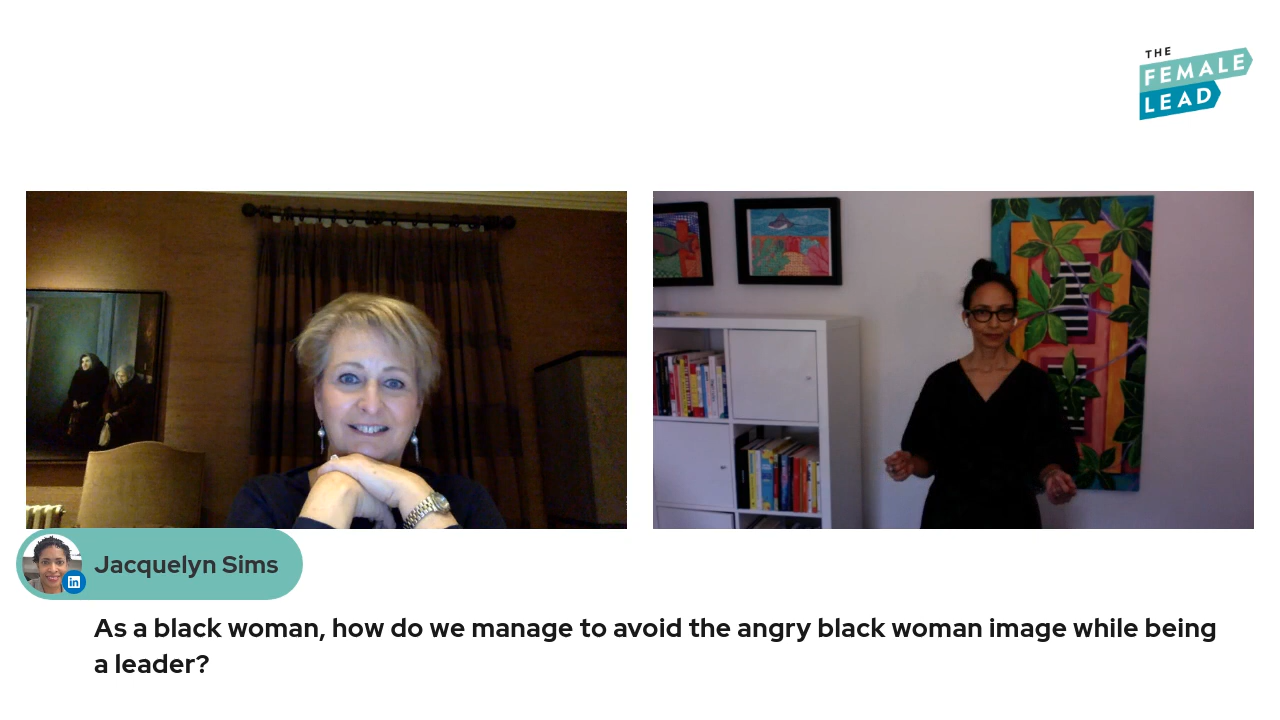 THE
FEMALE
LEAD
Jacquelyn Sims
As a black woman, how do we manage to avoid the angry black woman image while being
a leader?